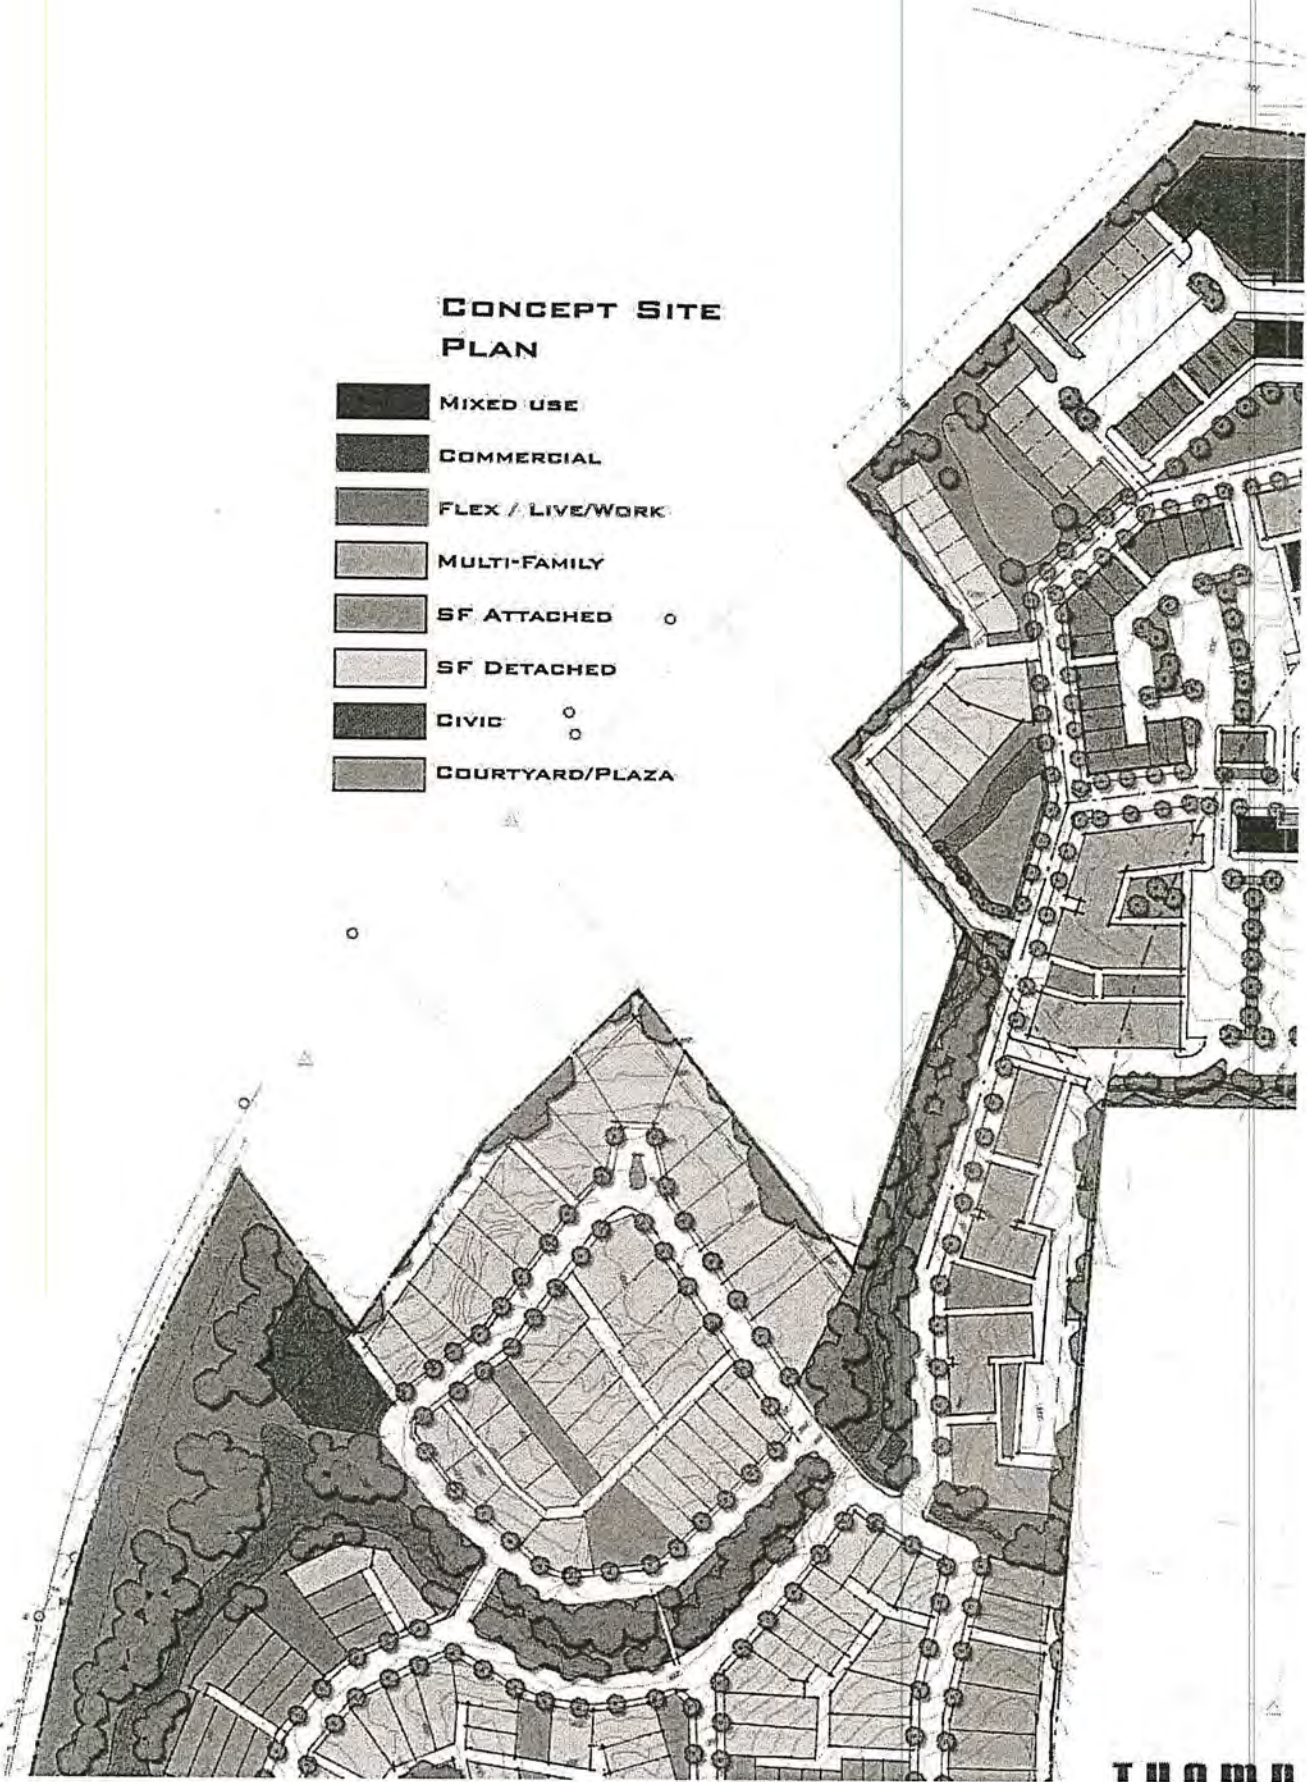 CONCEPT SITE
PLAN
MIXED USE
COMMERCIAL
FLEX / LIVE/WORK
MULTI-FAMILY
SF ATTACHED
SF DETACHED
CIVIC
COURTYARD/PLAZA